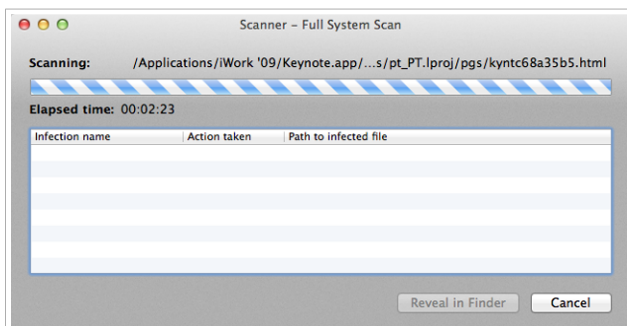 Scanner – Full System Scan
Scanning: /Applications/iWork '09/Keynote.app/...s/pt_PT.lproj/pgs/kyntc68a35b5.html
Elapsed time: 00:02:23
Infection name Action taken Path to infected file
Reveal in Finder Cancel